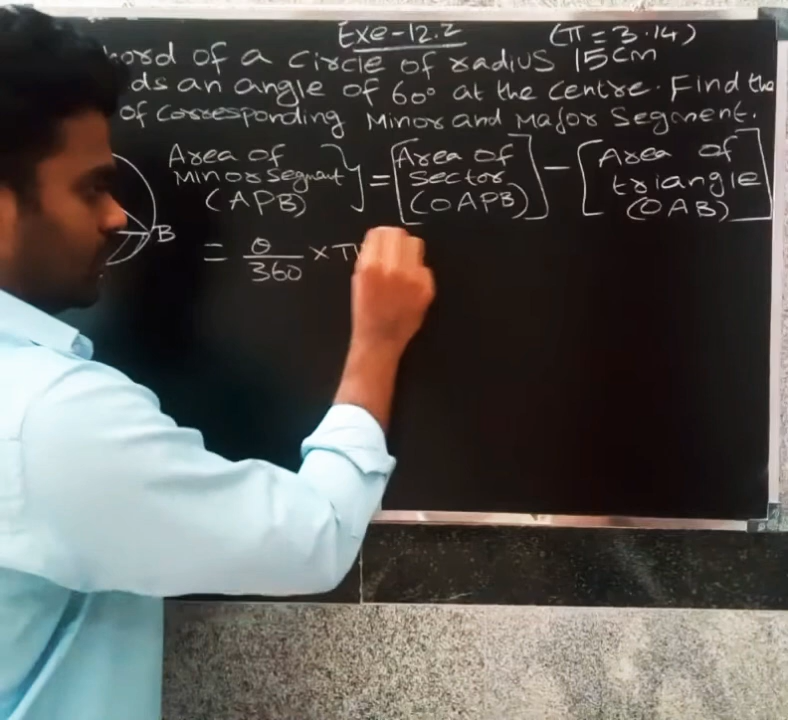 Exe-12.2 (π = 3.14)
of a circle of radius 15cm
an angle of 60° at the centre. Find the
of corresponding Minor and Major Segment.
Area of Minor Segment (APB) } = [Area of Sector (OAPB)] - [Area of triangle (OAB)]
B
= θ/360 × π